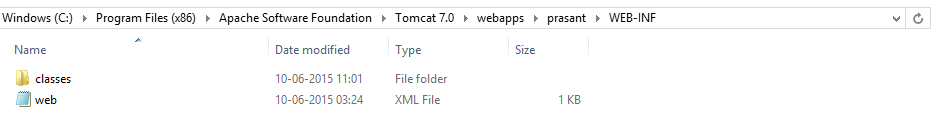 Windows (C:) Program Files (x86) Apache Software Foundation Tomcat 7.0 webapps prasant WEB-INF
Name Date modified Type Size
classes 10-06-2015 11:01 File folder
web 10-06-2015 03:24 XML File 1 KB